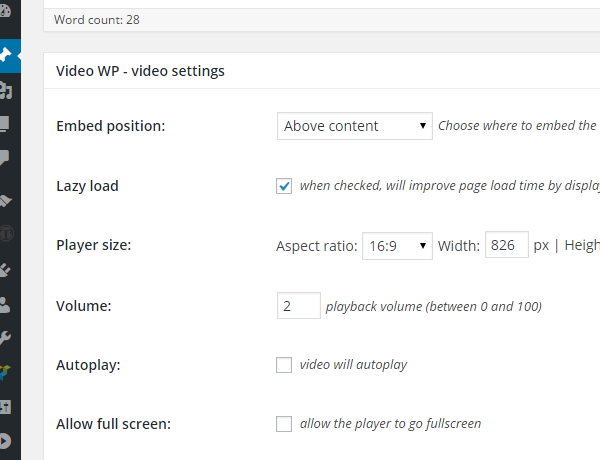 Word count: 28
Video WP - video settings
Embed position: Above content Choose where to embed the
Lazy load when checked, will improve page load time by
Player size: Aspect ratio: 16:9 Width: 826 px |
Volume: 2 playback volume (between 0 and 100)
Autoplay: video will autoplay
Allow full screen: allow the player to go fullscreen